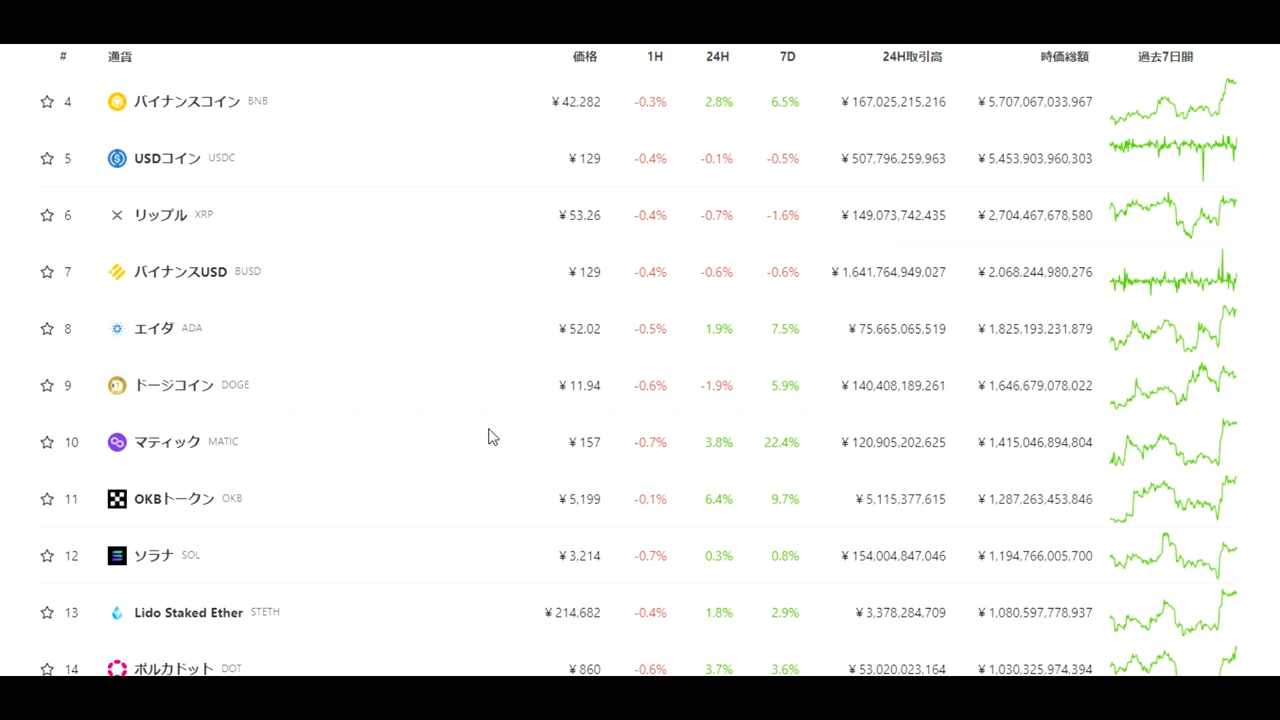 # 通貨 価格 1H 24H 7D 24H取引高 時価総額 過去7日間
4 バイナンスコイン BNB ¥42,282 -0.3% 2.8% 6.5% ¥167,025,215,216 ¥5,707,067,033,967
5 USDコイン USDC ¥129 -0.4% -0.1% -0.5% ¥507,796,259,963 ¥5,453,903,960,303
6 リップル XRP ¥53.26 -0.4% -0.7% -1.6% ¥149,073,742,435 ¥2,704,467,678,580
7 バイナンスUSD BUSD ¥129 -0.4% -0.6% -0.6% ¥1,641,764,949,027 ¥2,068,244,980,276
8 エイダ ADA ¥52.02 -0.5% 1.9% 7.5% ¥75,665,065,519 ¥1,825,193,231,879
9 ドージコイン DOGE ¥11.94 -0.6% -1.9% 5.9% ¥140,408,189,261 ¥1,646,679,078,022
10 マティック MATIC ¥157 -0.7% 3.8% 22.4% ¥120,905,202,625 ¥1,415,046,894,804
11 OKBトークン OKB ¥5,199 -0.1% 6.4% 9.7% ¥5,115,377,615 ¥1,287,263,453,846
12 ソラナ SOL ¥3,214 -0.7% 0.3% 0.8% ¥154,004,847,046 ¥1,194,766,005,700
13 Lido Staked Ether STETH ¥214,682 -0.4% 1.8% 2.9% ¥3,378,284,709 ¥1,080,597,778,937
14 ポルカドット DOT ¥860 -0.6% 3.7% 3.6% ¥53,020,023,164 ¥1,030,325,974,394